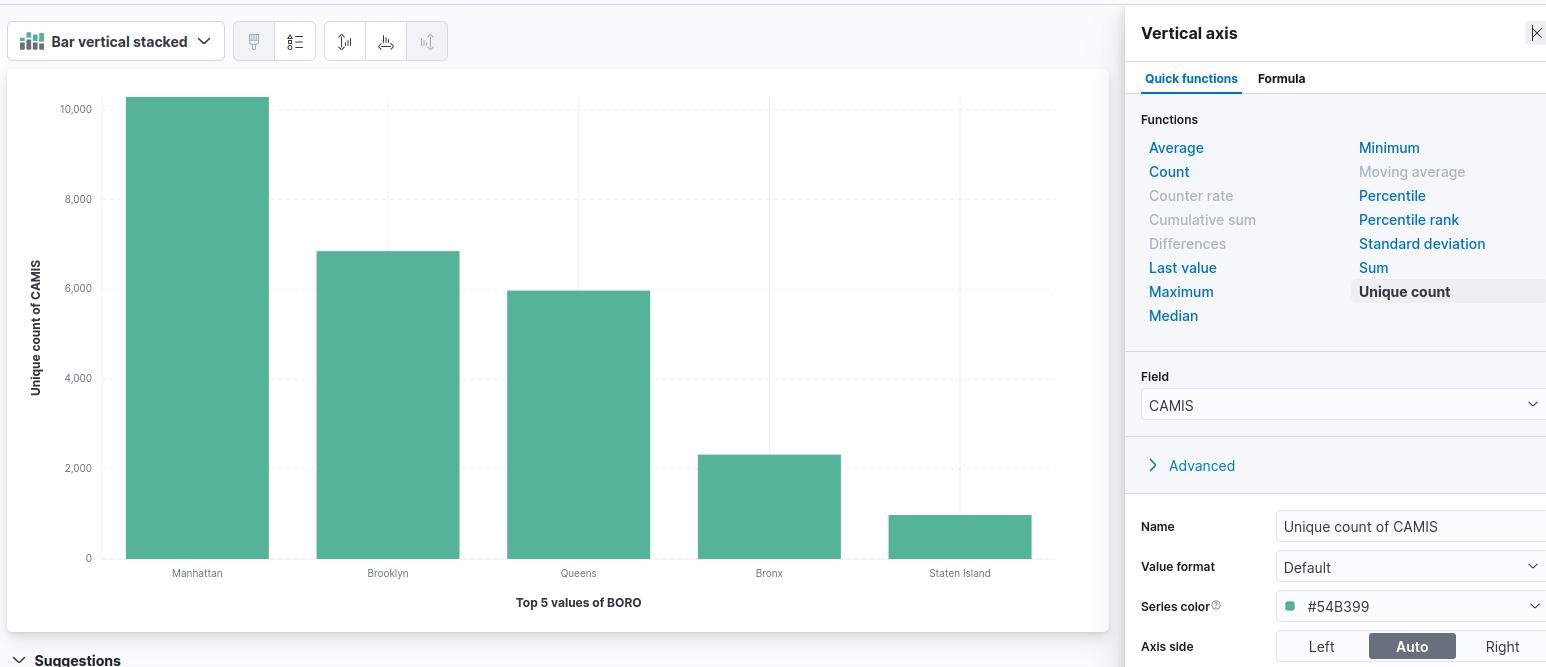 Bar vertical stacked
10,000
8,000
6,000
4,000
2,000
0
Unique count of CAMIS
Manhattan
Brooklyn
Queens
Bronx
Staten Island
Top 5 values of BORO
Suggestions
Vertical axis
Quick functions Formula
Functions
Average Minimum
Count Moving average
Counter rate Percentile
Cumulative sum Percentile rank
Differences Standard deviation
Last value Sum
Maximum Unique count
Median
Field
CAMIS
Advanced
Name Unique count of CAMIS
Value format Default
Series color #54B399
Axis side Left Auto Right